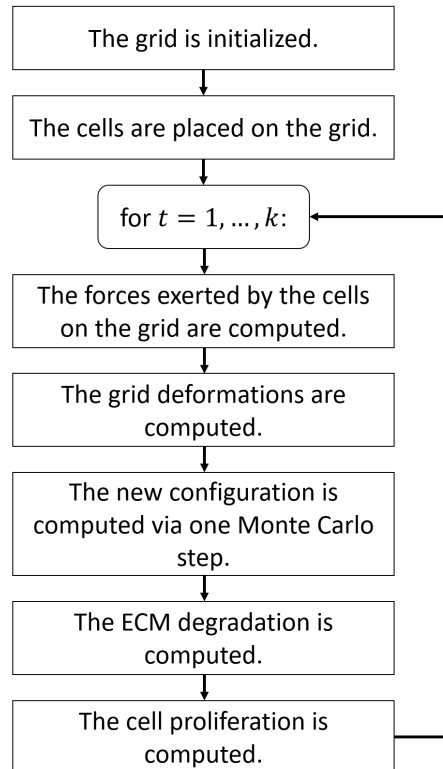 The grid is initialized.
The cells are placed on the grid.
for t = 1, … , k:
The forces exerted by the cells
on the grid are computed.
The grid deformations are
computed.
The new configuration is
computed via one Monte Carlo
step.
The ECM degradation is
computed.
The cell proliferation is
computed.